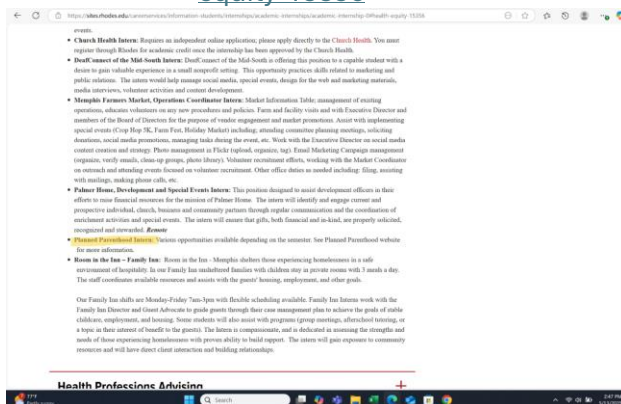 equity-15356
https://sites.rhodes.edu/careerservices/information-students/internships/academic-internships/academic-internship-0#health-equity-15356
events.
• Church Health Intern: Requires an independent online application; please apply directly to the Church Health. You must
register through Rhodes for academic credit once the internship has been approved by the Church Health.
• DeafConnect of the Mid-South Intern: DeafConnect of the Mid-South is offering this position to a capable student with a
desire to gain valuable experience in a small nonprofit setting. This opportunity practices skills related to marketing and
public relations. The intern would help manage social media, special events, design for the web and marketing materials,
media interviews, volunteer activities and content development.
• Memphis Farmers Market, Operations Coordinator Intern: Market Information Table; management of existing
operations, educates volunteers on any new procedures and policies. Farm and facility visits and with Executive Director and
members of the Board of Directors for the purpose of vendor engagement and market promotions. Assist with implementing
special events (Crop Hop 5K, Farm Fest, Holiday Market) including; attending committee planning meetings, soliciting
donations, social media promotions, managing tasks during the event, etc. Work with the Executive Director on social media
content creation and strategy. Photo management in Flickr (upload, organize, tag). Email Marketing Campaign management
(organize, verify emails, clean-up groups, photo library). Volunteer recruitment efforts, working with the Market Coordinator
on outreach and attending events focused on volunteer recruitment. Other office duties as needed including: filing, assisting
with mailings, making phone calls, etc.
• Palmer Home, Development and Special Events Intern: This position designed to assist development officers in their
efforts to raise financial resources for the mission of Palmer Home. The intern will identify and engage current and
prospective individual, church, business and community partners through regular communication and the coordination of
enrichment activities and special events. The intern will ensure that gifts, both financial and in-kind, are properly solicited,
recognized and stewarded. Remote
• Planned Parenthood Intern: Various opportunities available depending on the semester. See Planned Parenthood website
for more information.
• Room in the Inn – Family Inn: Room in the Inn - Memphis shelters those experiencing homelessness in a safe
environment of hospitality. In our Family Inn unsheltered families with children stay in private rooms with 3 meals a day.
The staff coordinates available resources and assists with the guests' housing, employment, and other goals.
Our Family Inn shifts are Monday-Friday 7am-3pm with flexible scheduling available. Family Inn Interns work with the
Family Inn Director and Guest Advocate to guide guests through their case management plan to achieve the goals of stable
childcare, employment, and housing. Some students will also assist with programs (group meetings, afterschool tutoring, or
a topic in their interest of benefit to the guests). The Intern is compassionate, and is dedicated in assessing the strengths and
needs of those experiencing homelessness with proven ability to build rapport. The intern will gain exposure to community
resources and will have direct client interaction and building relationships.
Health Professions Advising
77°F
Search
2:47 PM